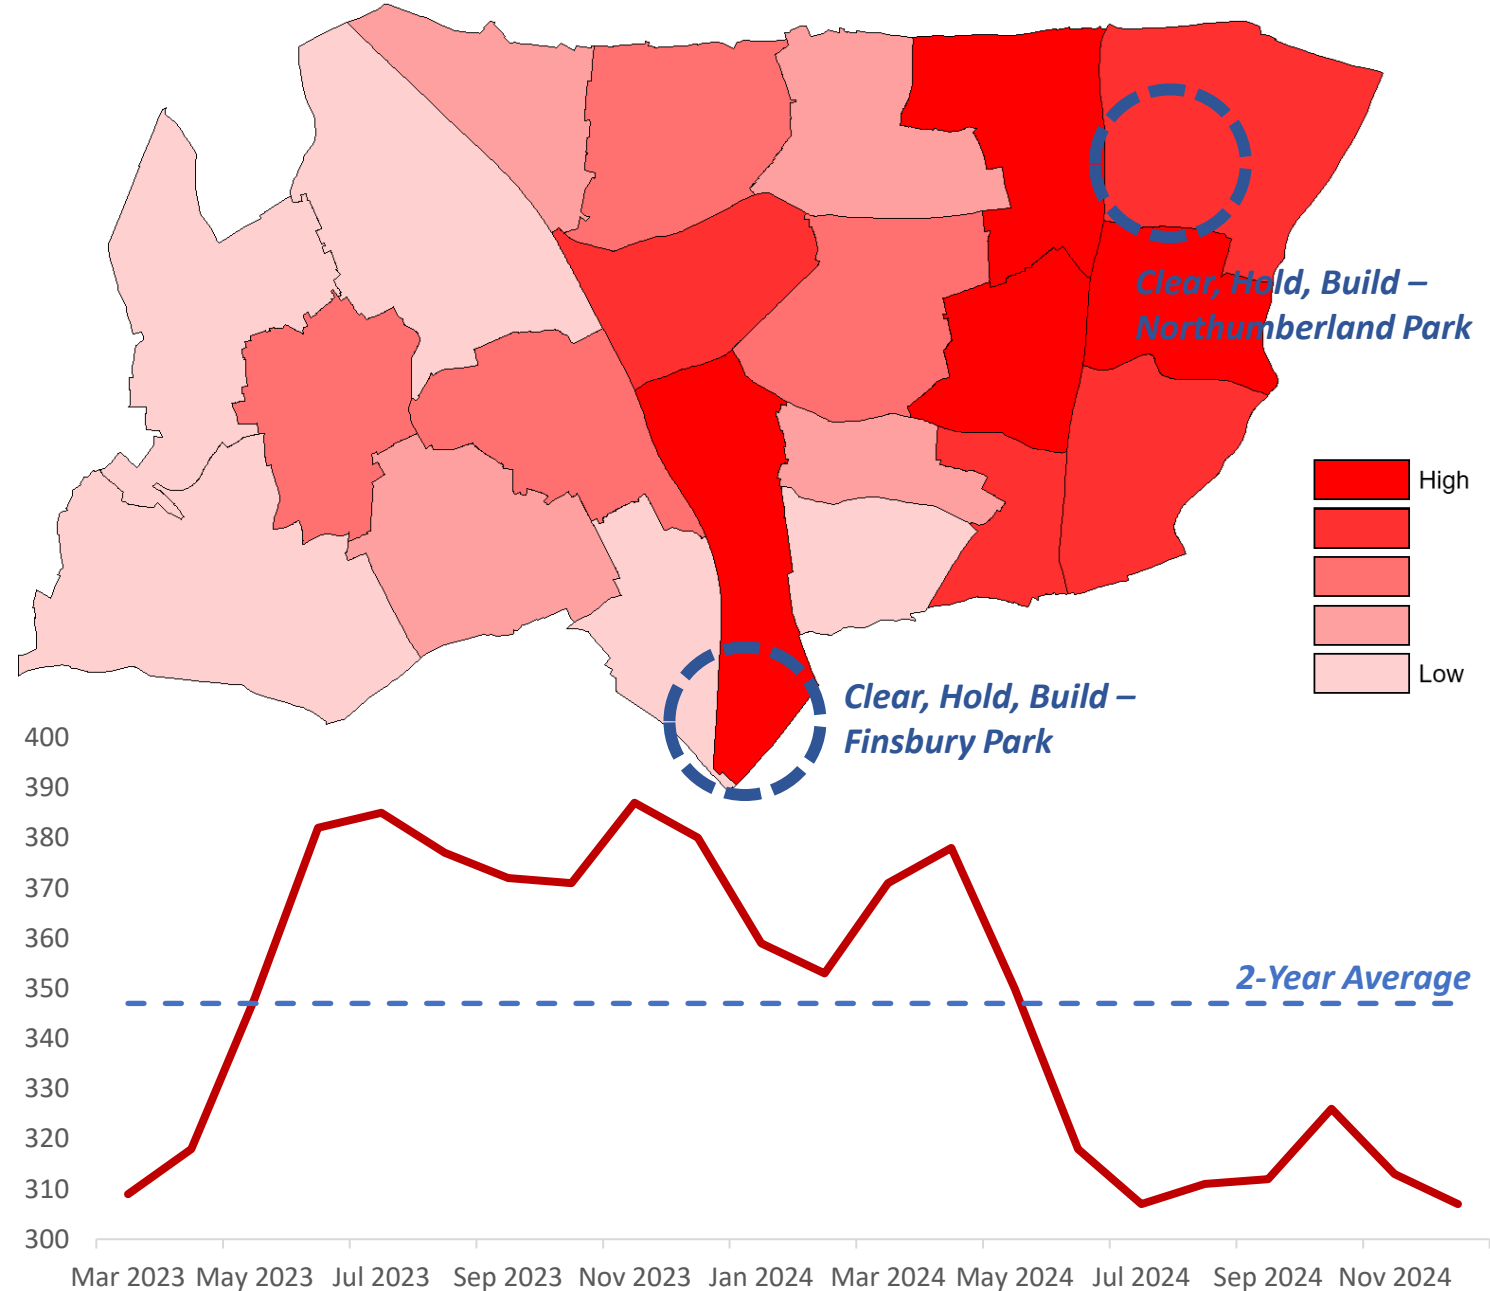 Clear, Hold, Build –
Northumberland Park
High
Low
Clear, Hold, Build –
Finsbury Park
400
390
380
370
360
350
340
330
320
310
300
2-Year Average
Mar 2023 May 2023 Jul 2023 Sep 2023 Nov 2023 Jan 2024 Mar 2024 May 2024 Jul 2024 Sep 2024 Nov 2024